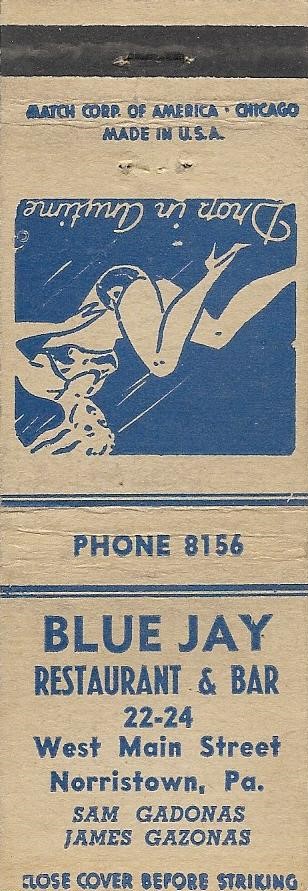 MATCH CORP. OF AMERICA • CHICAGO
MADE IN U.S.A.
Drop in Anytime
PHONE 8156
BLUE JAY
RESTAURANT & BAR
22-24
West Main Street
Norristown, Pa.
SAM GADONAS
JAMES GAZONAS
CLOSE COVER BEFORE STRIKING